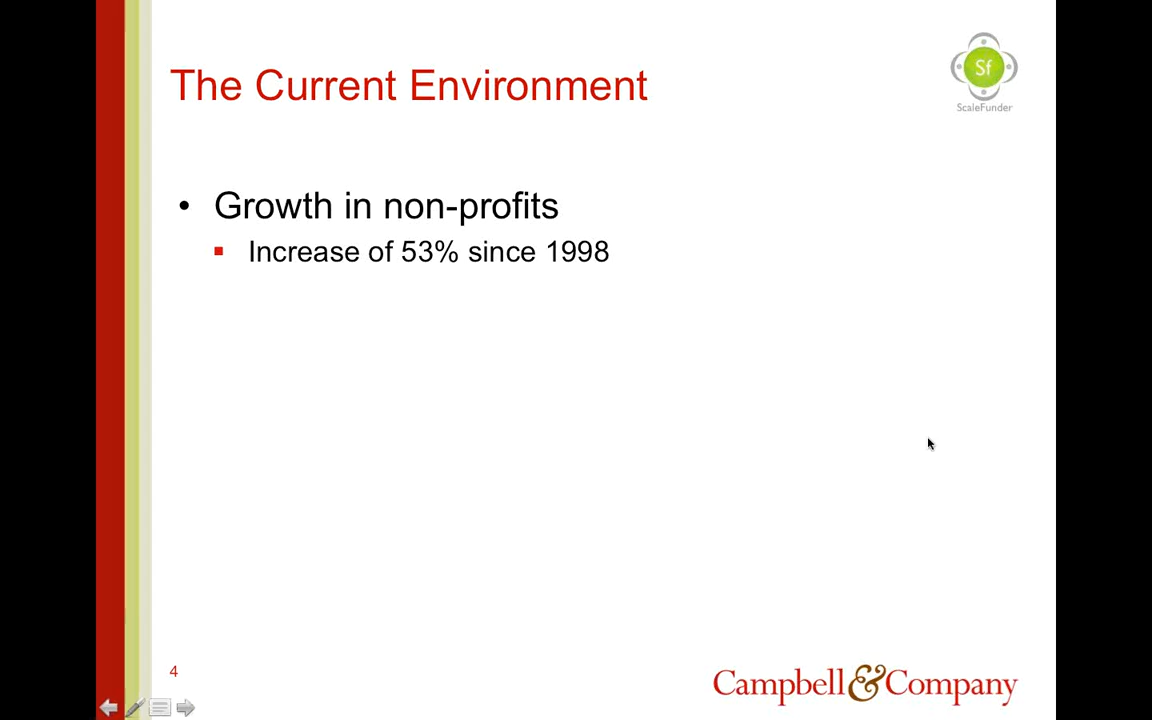 The Current Environment
Sf
ScaleFunder
• Growth in non-profits
▪ Increase of 53% since 1998
4
Campbell&Company